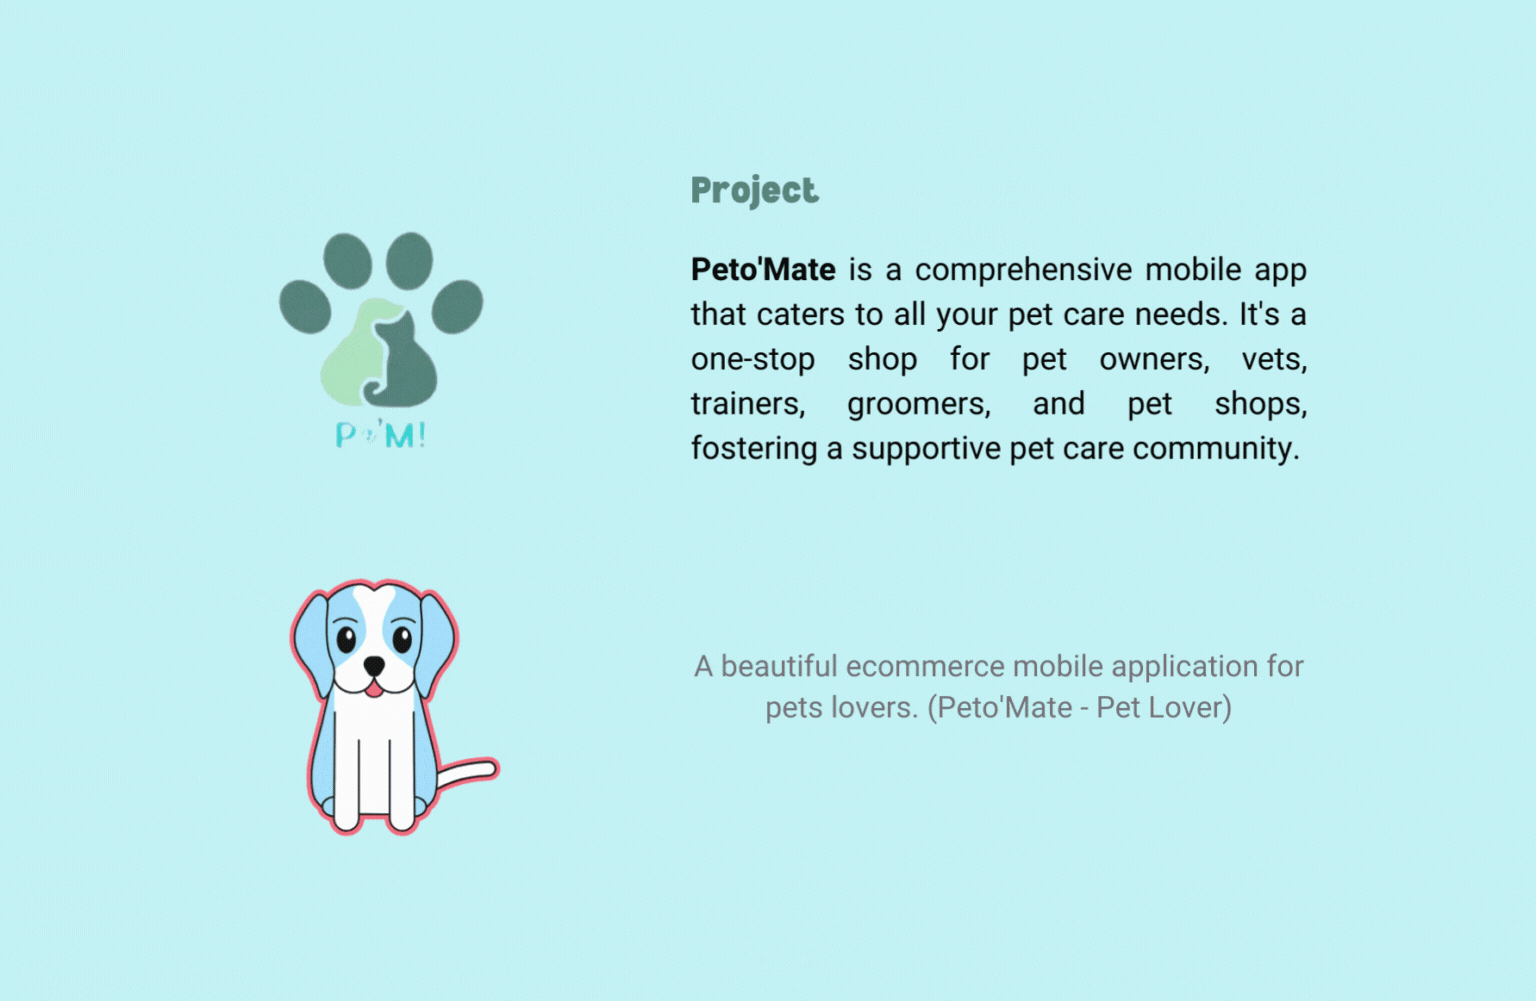 Project
Peto'Mate is a comprehensive mobile app
that caters to all your pet care needs. It's a
one-stop shop for pet owners, vets,
trainers, groomers, and pet shops,
fostering a supportive pet care community.
A beautiful ecommerce mobile application for
pets lovers. (Peto'Mate - Pet Lover)